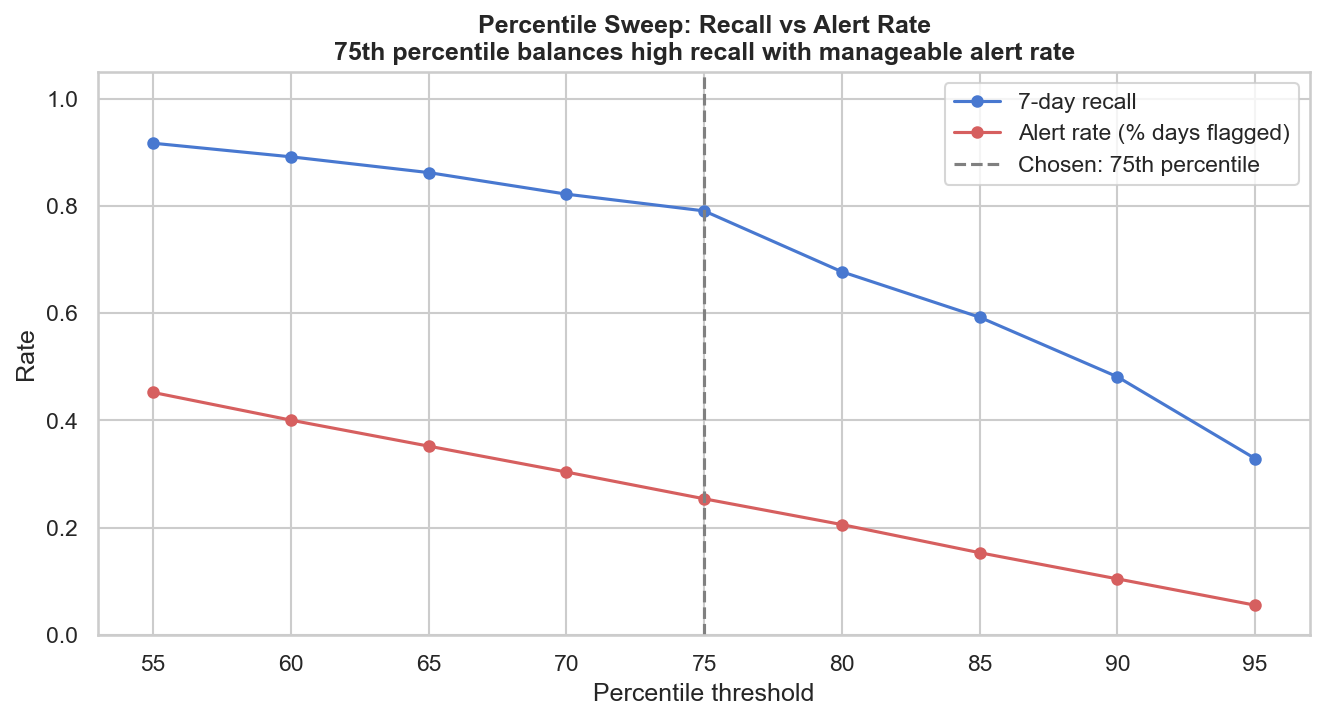 Percentile Sweep: Recall vs Alert Rate
75th percentile balances high recall with manageable alert rate
7-day recall
Alert rate (% days flagged)
Chosen: 75th percentile
Rate
1.0
0.8
0.6
0.4
0.2
0.0
55 60 65 70 75 80 85 90 95
Percentile threshold